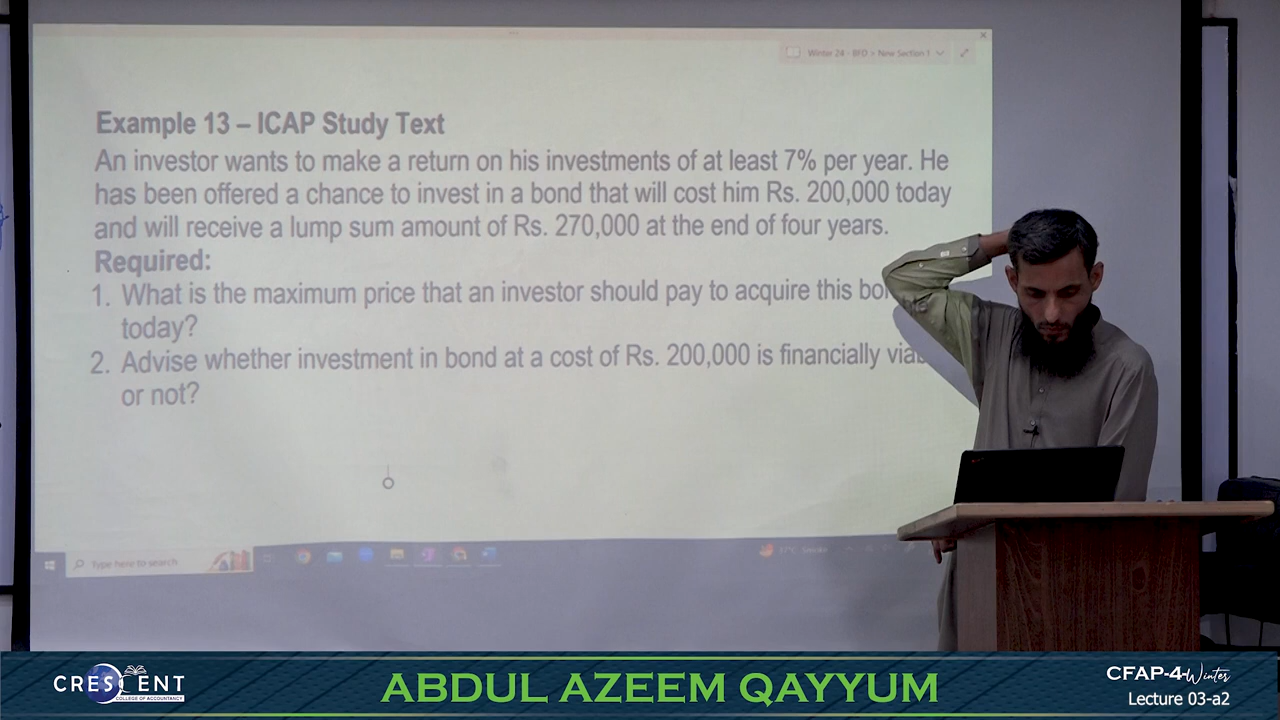 Winter 24 - BFD > New Section 1
Example 13 – ICAP Study Text
An investor wants to make a return on his investments of at least 7% per year. He
has been offered a chance to invest in a bond that will cost him Rs. 200,000 today
and will receive a lump sum amount of Rs. 270,000 at the end of four years.
Required:
1. What is the maximum price that an investor should pay to acquire this
today?
2. Advise whether investment in bond at a cost of Rs. 200,000 is financially
or not?
Type here to search
Smoke
CRESCENT
COLLEGE OF ACCOUNTANCY
ABDUL AZEEM QAYYUM
CFAP-4 Winter
Lecture 03-a2